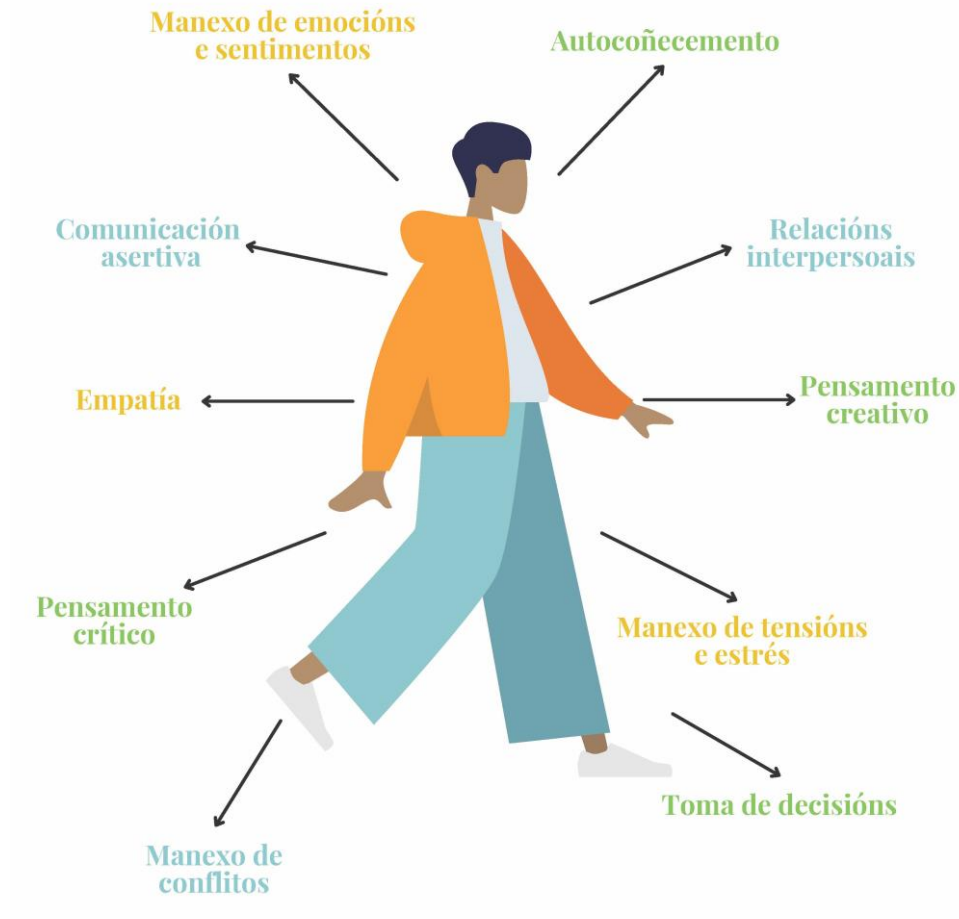 Manexo de emocións
e sentimentos
Autocoñecemento
Comunicación
asertiva
Relacións
interpersoais
Empatía
Pensamento
creativo
Pensamento
crítico
Manexo de tensións
e estrés
Toma de decisións
Manexo de
conflitos